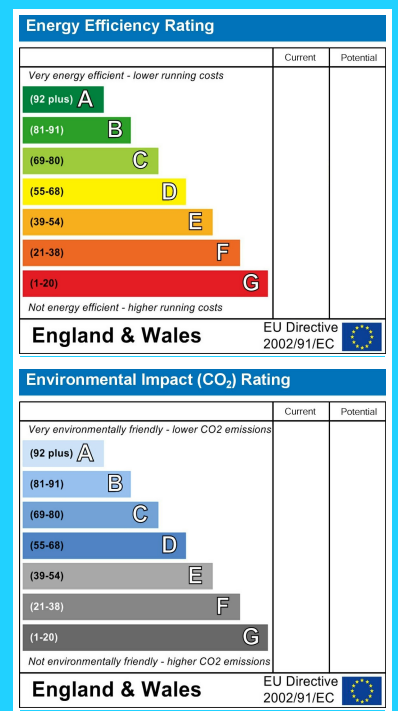 Energy Efficiency Rating
Current Potential
Very energy efficient - lower running costs
(92 plus) A
(81-91) B
(69-80) C
(55-68) D
(39-54) E
(21-38) F
(1-20) G
Not energy efficient - higher running costs
England & Wales
EU Directive
2002/91/EC
Environmental Impact (CO₂) Rating
Current Potential
Very environmentally friendly - lower CO2 emissions
(92 plus) A
(81-91) B
(69-80) C
(55-68) D
(39-54) E
(21-38) F
(1-20) G
Not environmentally friendly - higher CO2 emissions
England & Wales
EU Directive
2002/91/EC